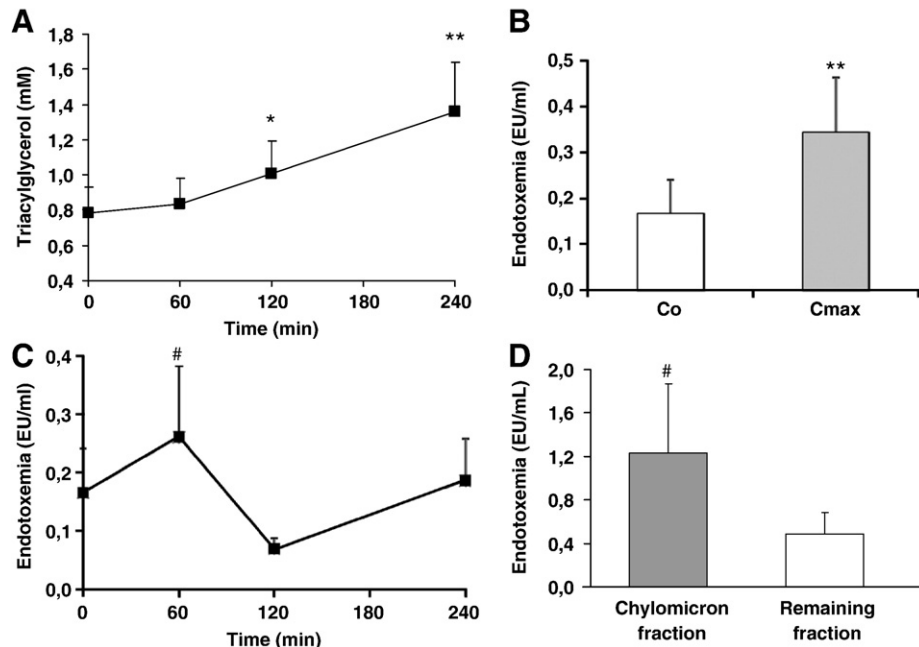 A
Triacylglycerol (mM)
1,8
1,6
1,4
1,2
1,0
0,8
0,6
0,4
*
**
0 60 120 180 240
Time (min)
B
Endotoxemia (EU/ml)
0,5
0,4
0,3
0,2
0,1
0,0
**
Co Cmax
C
Endotoxemia (EU/ml)
0,4
0,3
0,2
0,1
0,0
#
0 60 120 180 240
Time (min)
D
Endotoxemia (EU/mL)
2,0
1,6
1,2
0,8
0,4
0,0
#
Chylomicron Remaining
fraction fraction